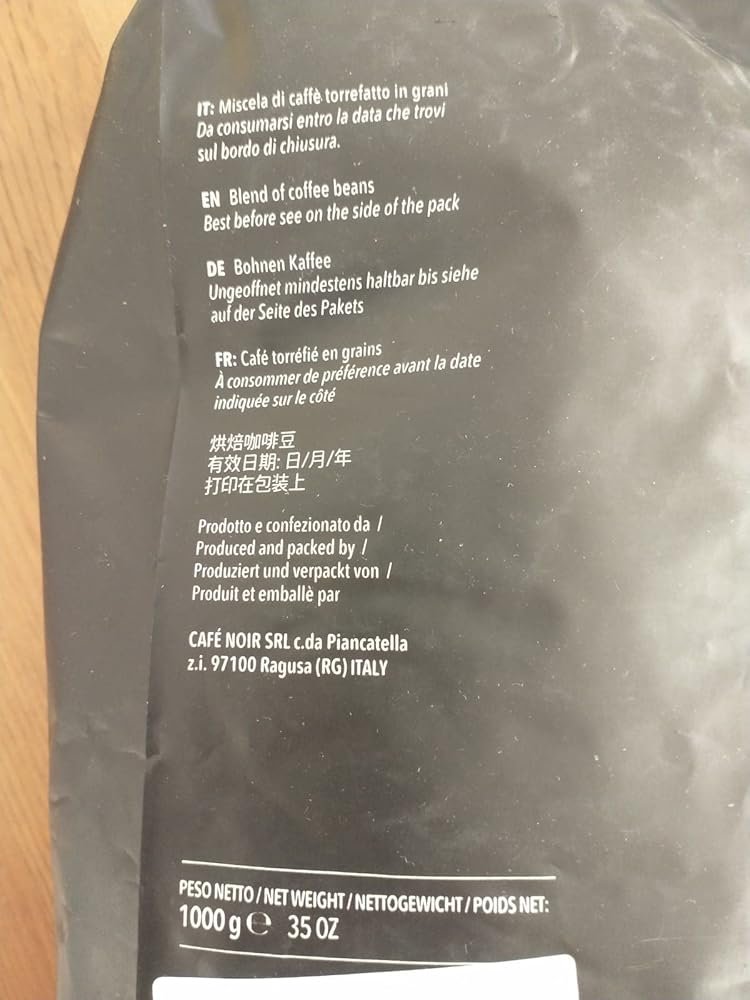 IT: Miscela di caffè torrefatto in grani
Da consumarsi entro la data che trovi
sul bordo di chiusura.
EN Blend of coffee beans
Best before see on the side of the pack
DE Bohnen Kaffee
Ungeoffnet mindestens haltbar bis siehe
auf der Seite des Pakets
FR: Café torréfié en grains
À consommer de préférence avant la date
indiquée sur le côté
烘焙咖啡豆
有效日期: 日/月/年
打印在包装上
Prodotto e confezionato da /
Produced and packed by /
Produziert und verpackt von /
Produit et emballè par
CAFÉ NOIR SRL c.da Piancatella
z.i. 97100 Ragusa (RG) ITALY
PESO NETTO / NET WEIGHT / NETTOGEWICHT / POIDS NET:
1000 g ℮ 35 OZ